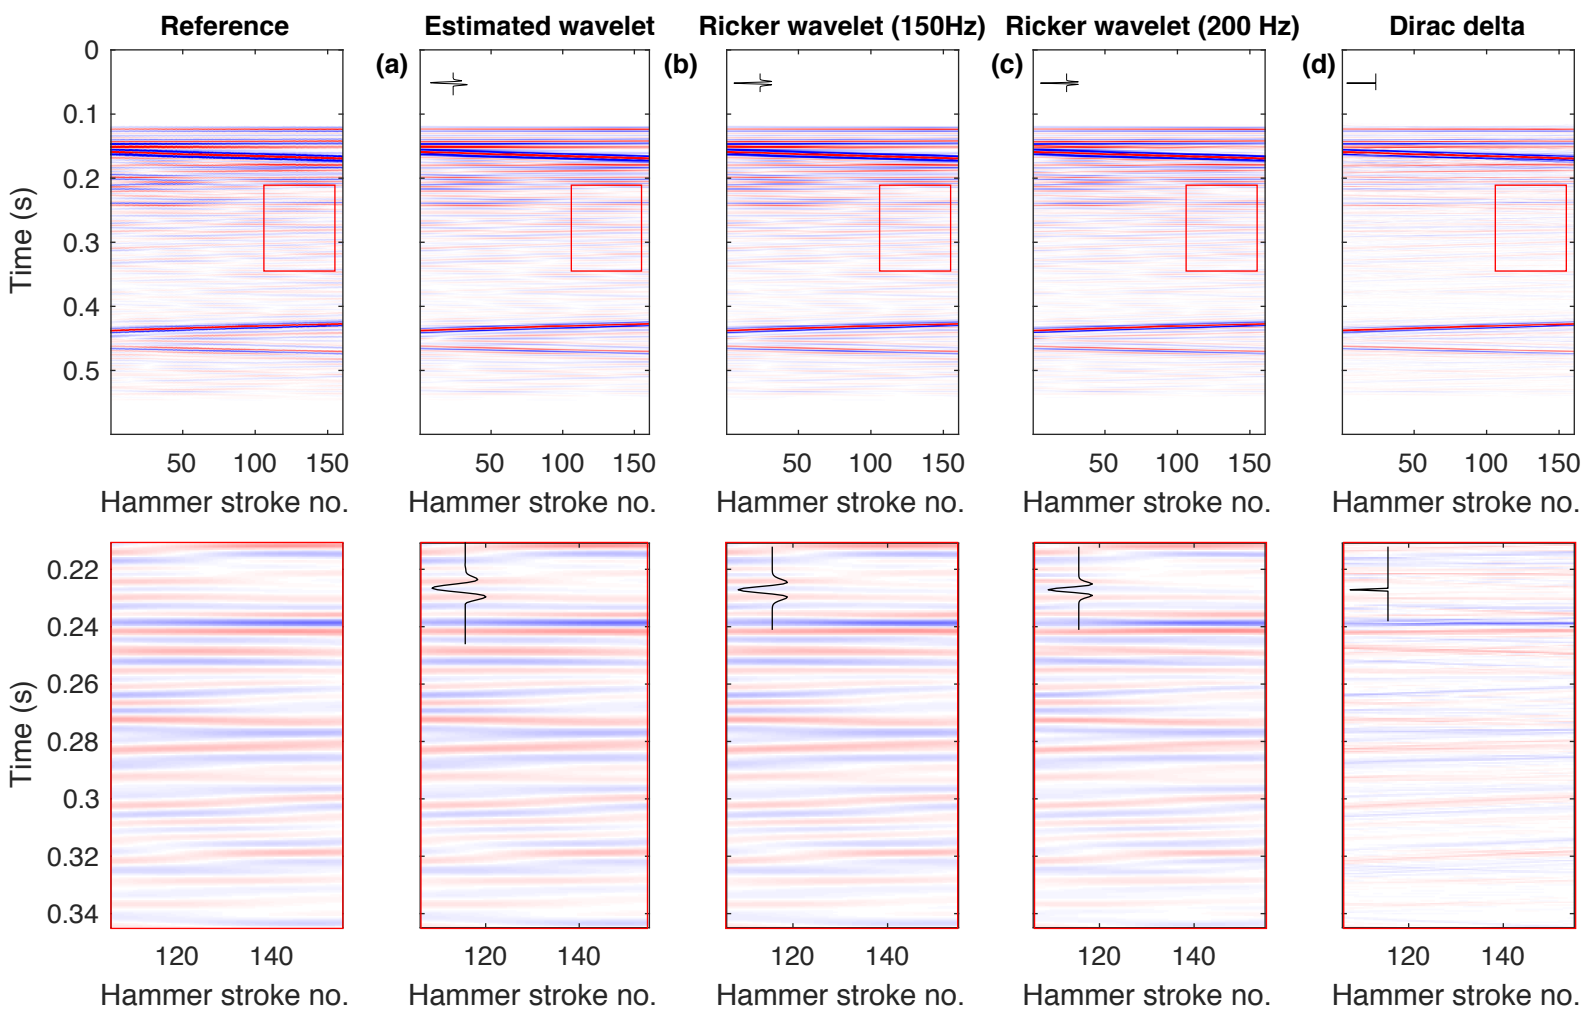 Reference Estimated wavelet Ricker wavelet (150Hz) Ricker wavelet (200 Hz) Dirac delta
(a) (b) (c) (d)
0
0.1
0.2
0.3
0.4
0.5
Time (s)
50 100 150 50 100 150 50 100 150 50 100 150 50 100 150
Hammer stroke no. Hammer stroke no. Hammer stroke no. Hammer stroke no. Hammer stroke no.
0.22
0.24
0.26
0.28
0.3
0.32
0.34
Time (s)
120 140 120 140 120 140 120 140 120 140
Hammer stroke no. Hammer stroke no. Hammer stroke no. Hammer stroke no. Hammer stroke no.